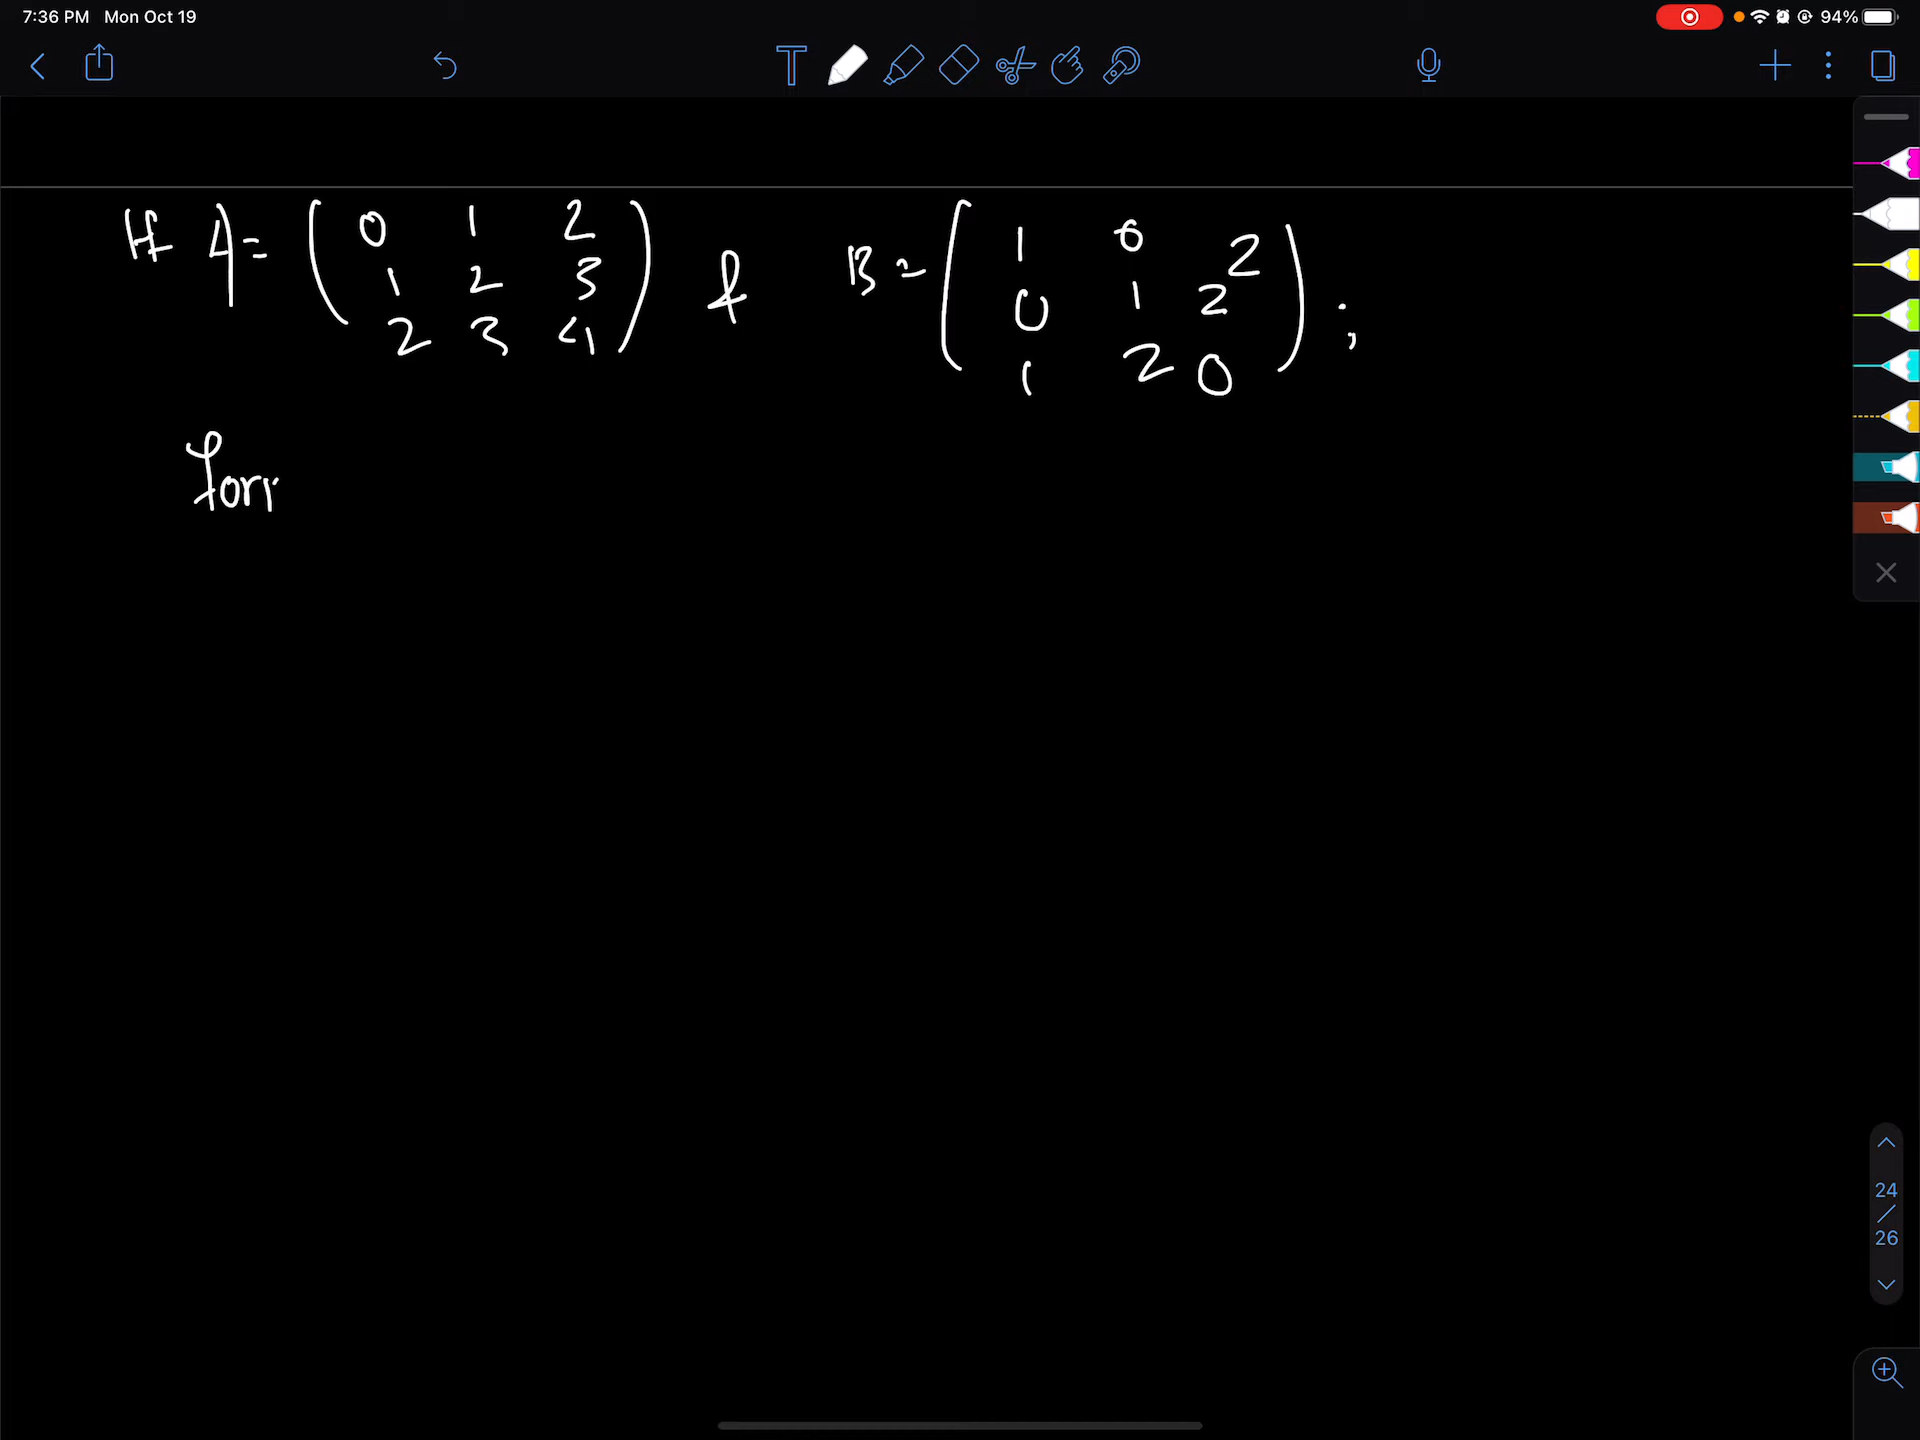 7:36 PM Mon Oct 19 94%
If A = ( 0 1 2 & B = ( 1 0 2
1 2 3 0 1 2 ;
2 3 4 ) 1 2 0 )
form
24
/
26